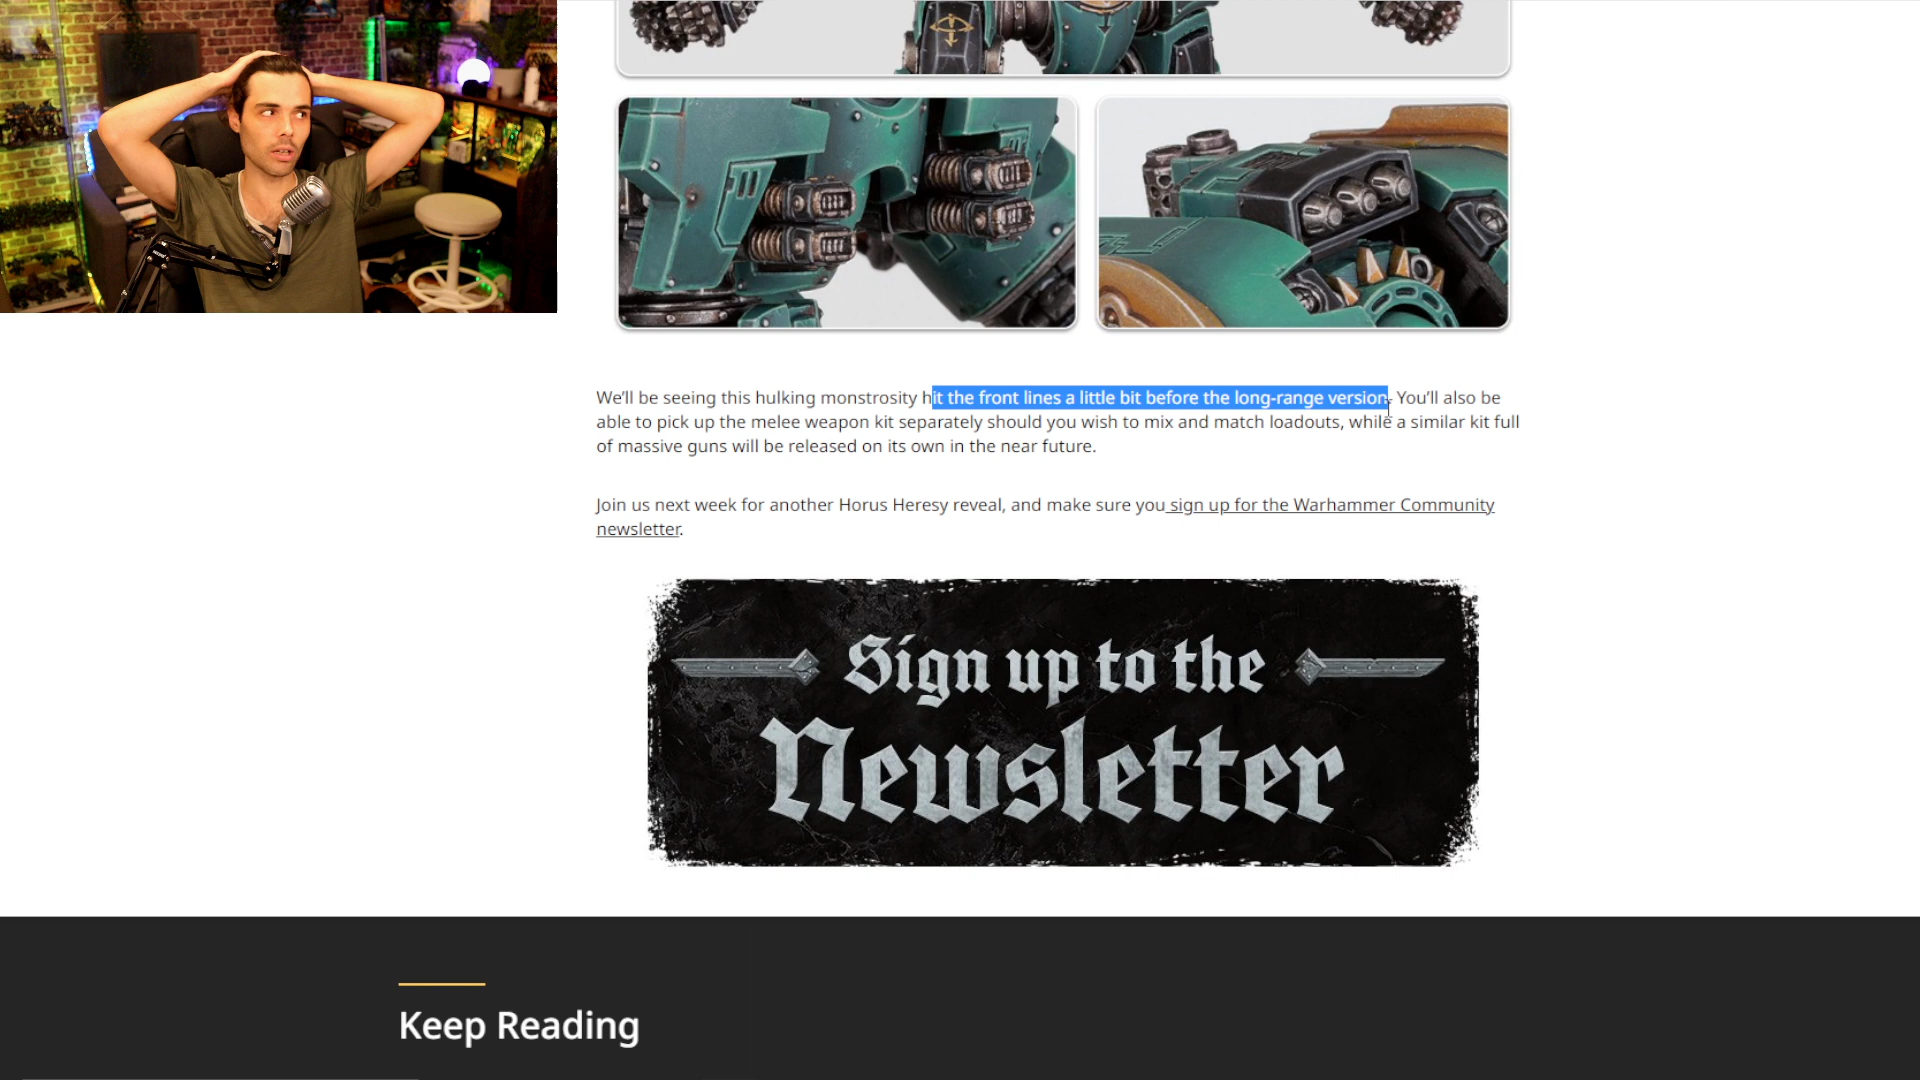 We'll be seeing this hulking monstrosity hit the front lines a little bit before the long-range version. You'll also be
able to pick up the melee weapon kit separately should you wish to mix and match loadouts, while a similar kit full
of massive guns will be released on its own in the near future.
Join us next week for another Horus Heresy reveal, and make sure you sign up for the Warhammer Community
newsletter.
Sign up to the
Newsletter
Keep Reading